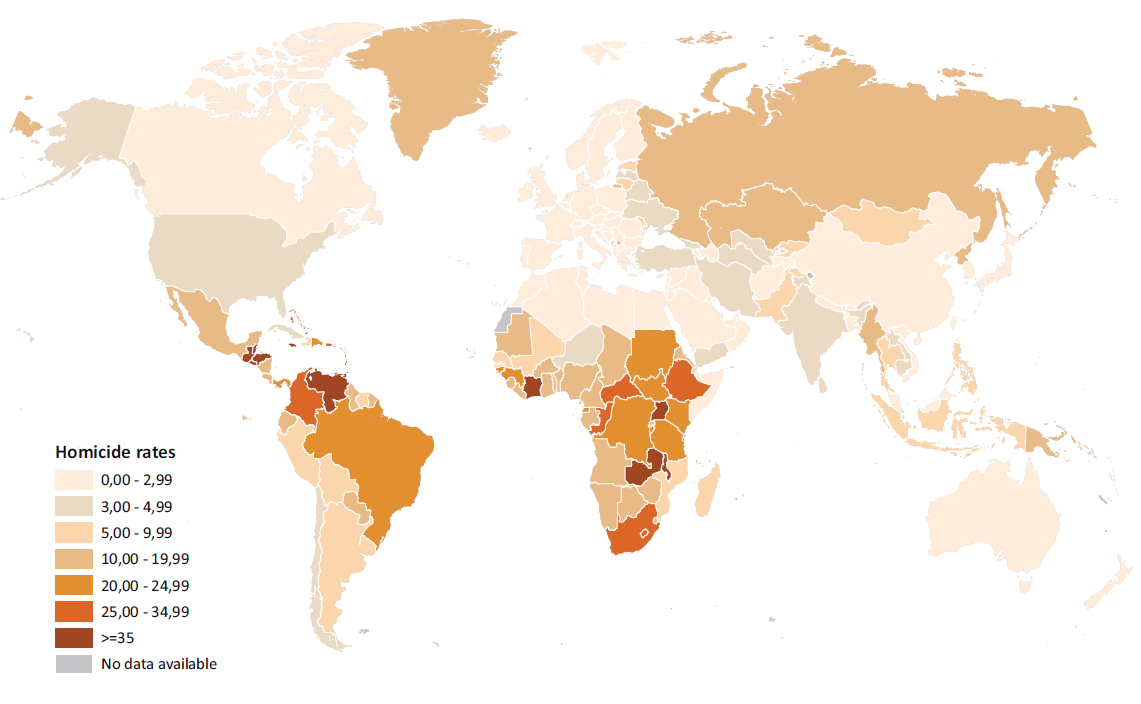 Homicide rates
0,00 - 2,99
3,00 - 4,99
5,00 - 9,99
10,00 - 19,99
20,00 - 24,99
25,00 - 34,99
>=35
No data available